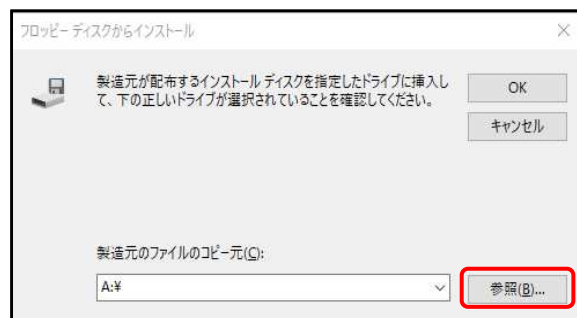 フロッピー ディスクからインストール
製造元が配布するインストール ディスクを指定したドライブに挿入し
て、下の正しいドライブが選択されていることを確認してください。
OK
キャンセル
製造元のファイルのコピー元(C):
A:¥
参照(B)...